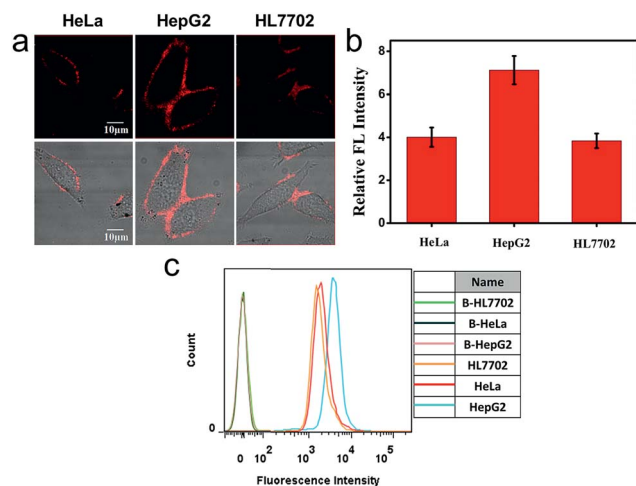 HeLa HepG2 HL7702
a
10μm
10μm
b
Relative FL Intensity
8
6
4
2
0
HeLa HepG2 HL7702
c
Count
0
0 10² 10³ 10⁴ 10⁵
Fluorescence Intensity
Name
B-HL7702
B-HeLa
B-HepG2
HL7702
HeLa
HepG2